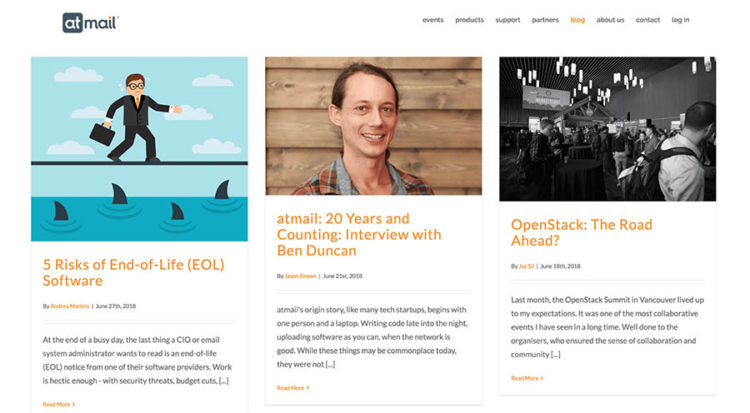 atmail
events products support partners blog about us contact log in
5 Risks of End-of-Life (EOL)
Software
By Andrea Martins | June 27th, 2018
At the end of a busy day, the last thing a CIO or email
system administrator wants to read is an end-of-life
(EOL) notice from one of their software providers. Work
is hectic enough - with security threats, budget cuts, [...]
Read More >
atmail: 20 Years and
Counting: Interview with
Ben Duncan
By Jason Brown | June 21st, 2018
atmail's origin story, like many tech startups, begins with
one person and a laptop. Writing code late into the night,
uploading software as you can, when the network is
good. While these things may be commonplace today,
they were not [...]
Read More >
OpenStack: The Road
Ahead?
By Jay Sil | June 18th, 2018
Last month, the OpenStack Summit in Vancouver lived up
to my expectations. It was one of the most collaborative
events I have seen in a long time. Well done to the
organisers, who ensured the sense of collaboration and
community [...]
Read More >